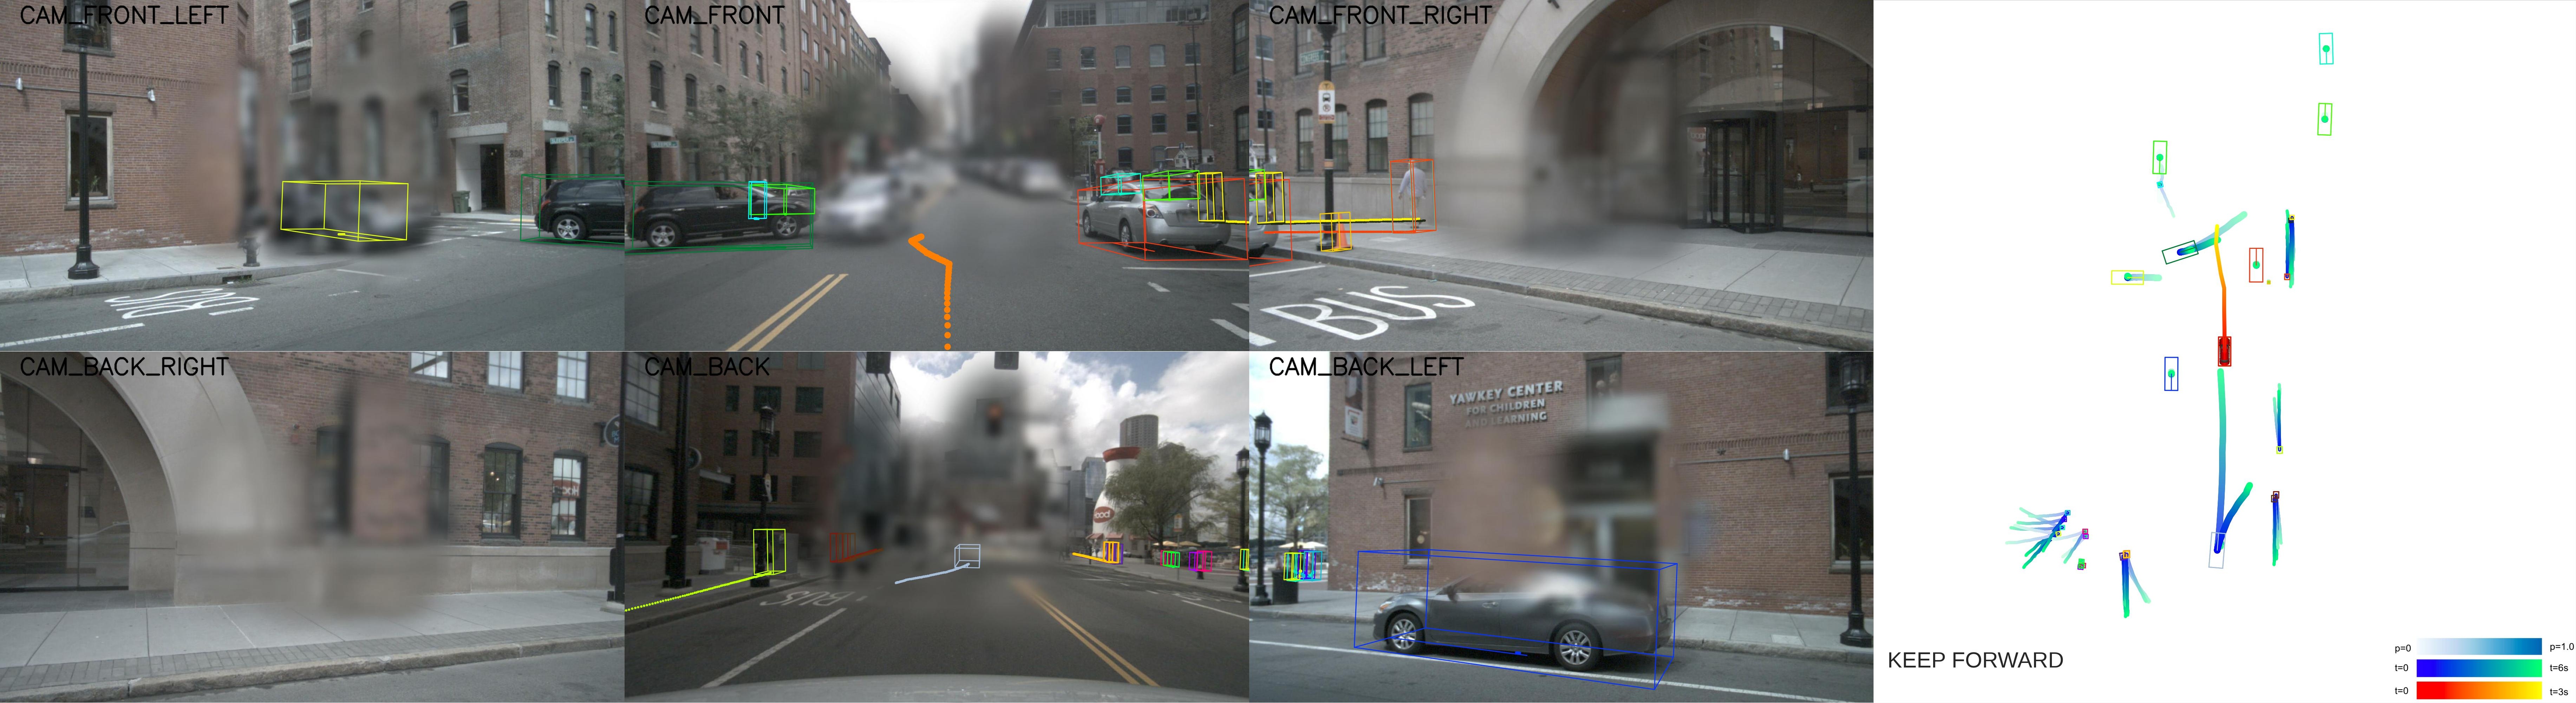 CAM_FRONT_LEFT
CAM_FRONT
CAM_FRONT_RIGHT
BUS
BUS
CAM_BACK_RIGHT
CAM_BACK
CAM_BACK_LEFT
YAWKEY CENTER
FOR CHILDREN
AND LEARNING
BUS
KEEP FORWARD
p=0
p=1.0
t=0
t=6s
t=0
t=3s